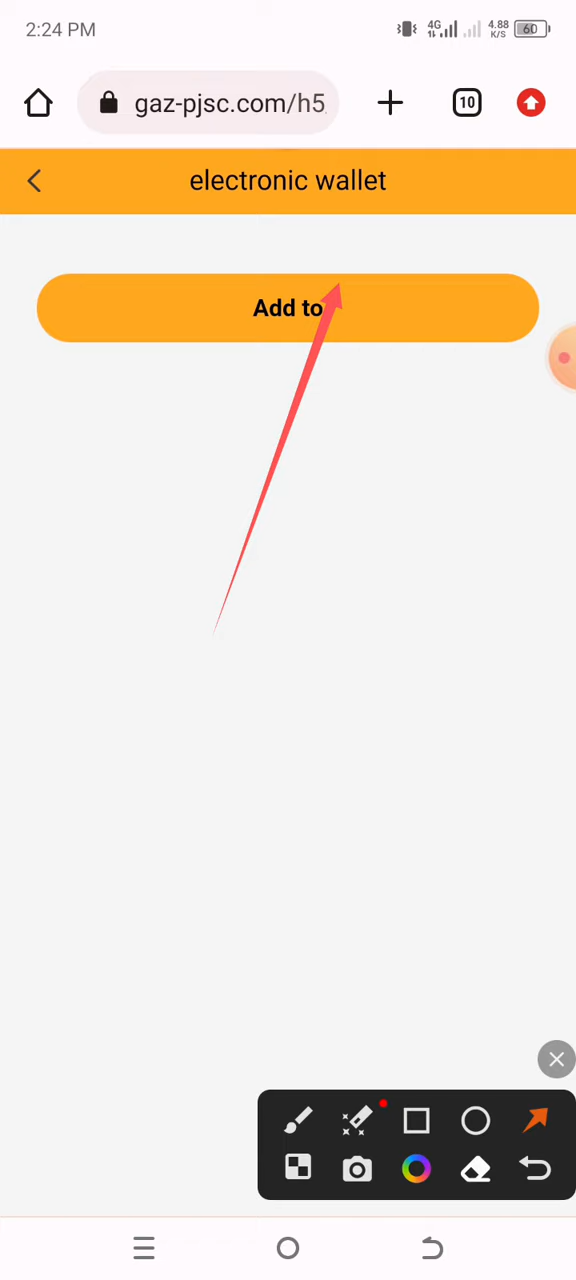 2:24 PM
4G
4.88
K/S
60
gaz-pjsc.com/h5
10
electronic wallet
Add to